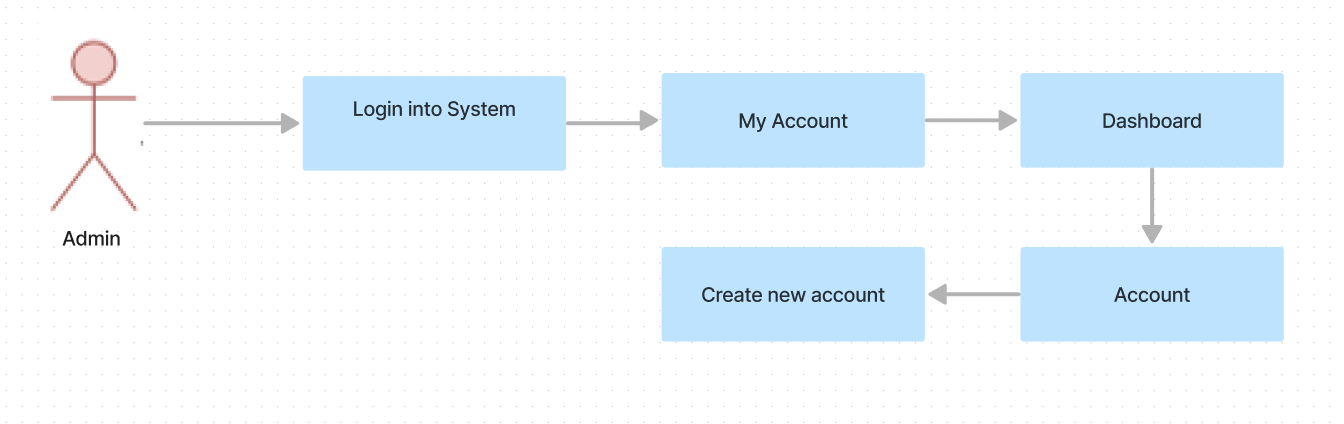 Login into System
My Account
Dashboard
Admin
Create new account
Account